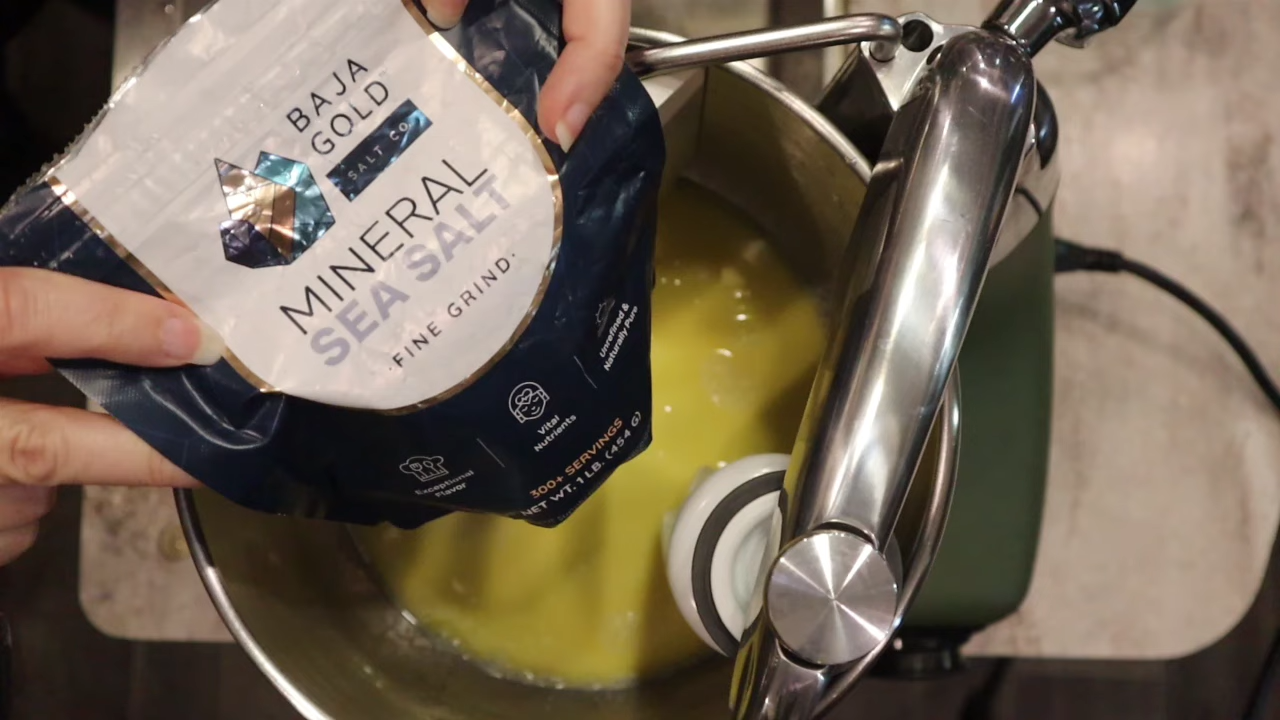 BAJA
GOLD
SALT CO.
MINERAL
SEA SALT
·FINE GRIND·
Exceptional
Flavor
Vital
Nutrients
Unrefined &
Naturally Pure
300+ SERVINGS
NET WT. 1 LB. (454 G)